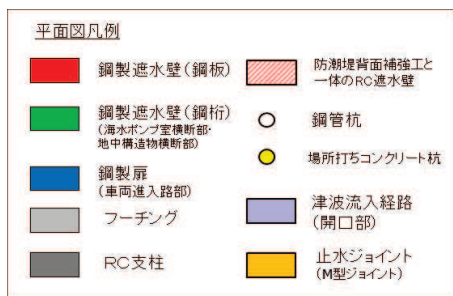 平面図凡例
鋼製遮水壁（鋼板）
鋼製遮水壁（鋼桁）
（海水ポンプ室横断部・
地中構造物横断部）
鋼製扉
（車両進入路部）
フーチング
RC支柱
防潮堤背面補強工と
一体のRC遮水壁
鋼管杭
場所打ちコンクリート杭
津波流入経路
（開口部）
止水ジョイント
（M型ジョイント）